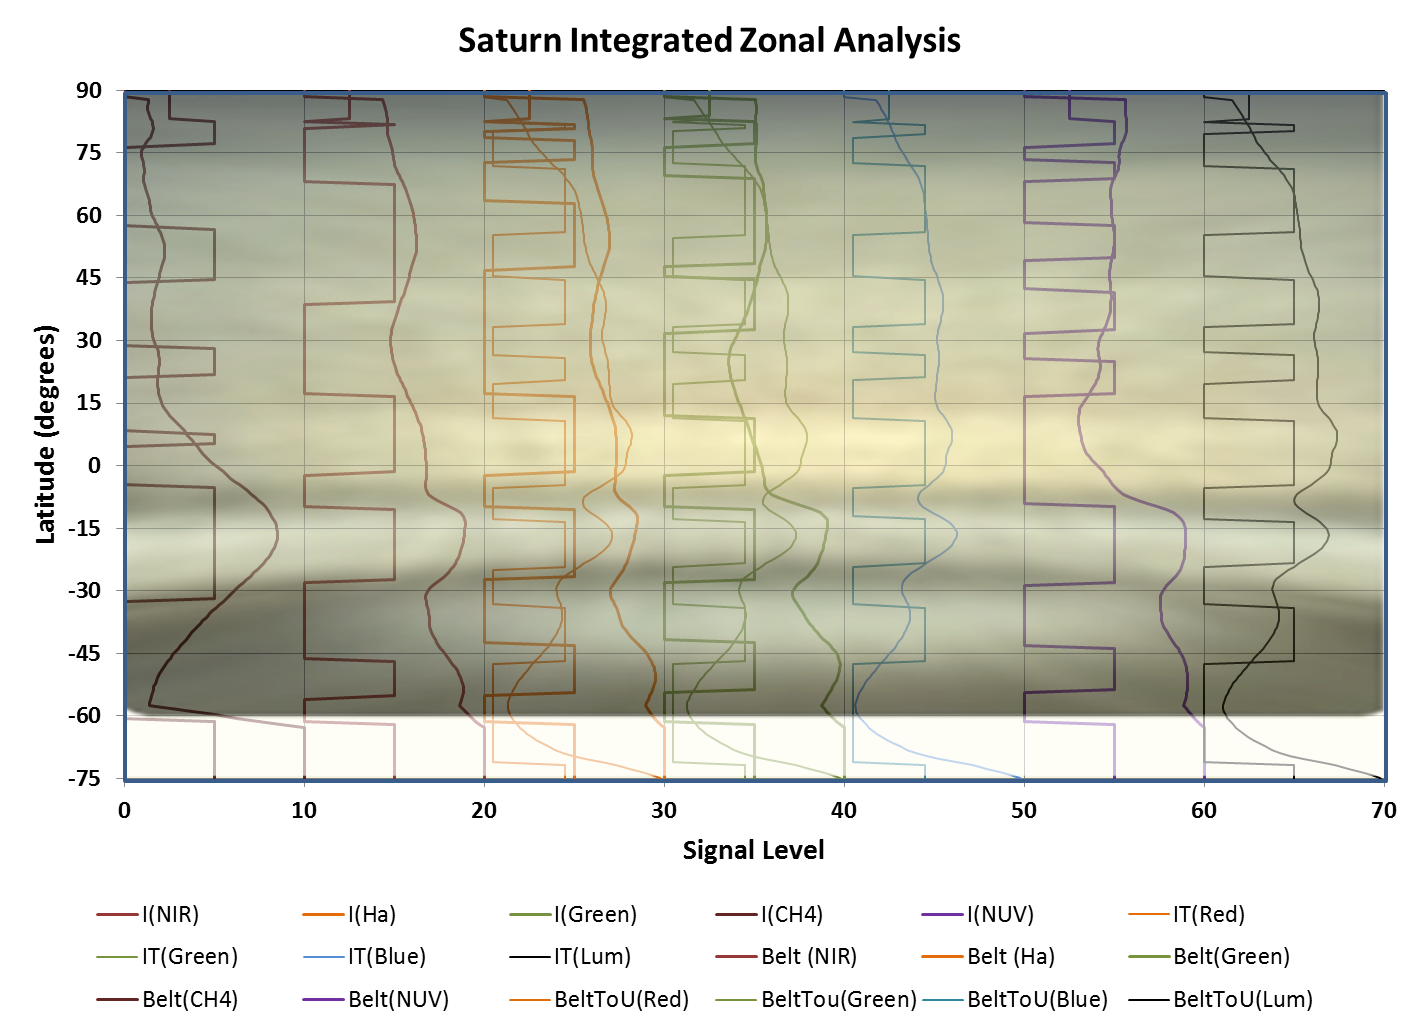 Saturn Integrated Zonal Analysis
90
75
60
45
30
15
0
-15
-30
-45
-60
-75
Latitude (degrees)
0 10 20 30 40 50 60 70
Signal Level
I(NIR) I(Ha) I(Green) I(CH4) I(NUV) IT(Red)
IT(Green) IT(Blue) IT(Lum) Belt (NIR) Belt (Ha) Belt(Green)
Belt(CH4) Belt(NUV) BeltToU(Red) BeltTou(Green) BeltToU(Blue) BeltToU(Lum)